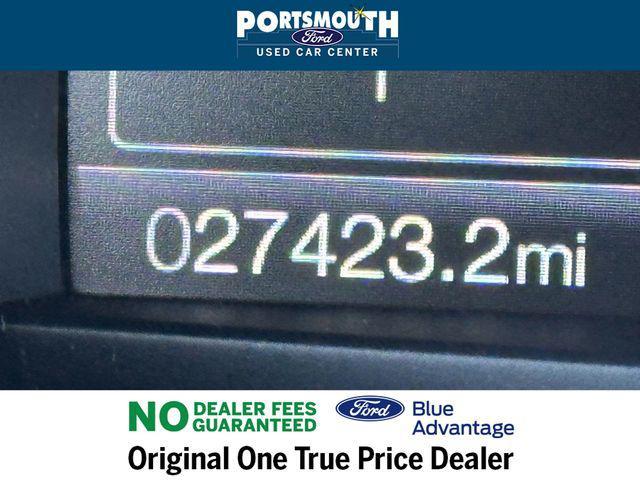 PORTSMOUTH
Ford
USED CAR CENTER
027423.2mi
NO DEALER FEES
GUARANTEED
Ford Blue
Advantage
Original One True Price Dealer